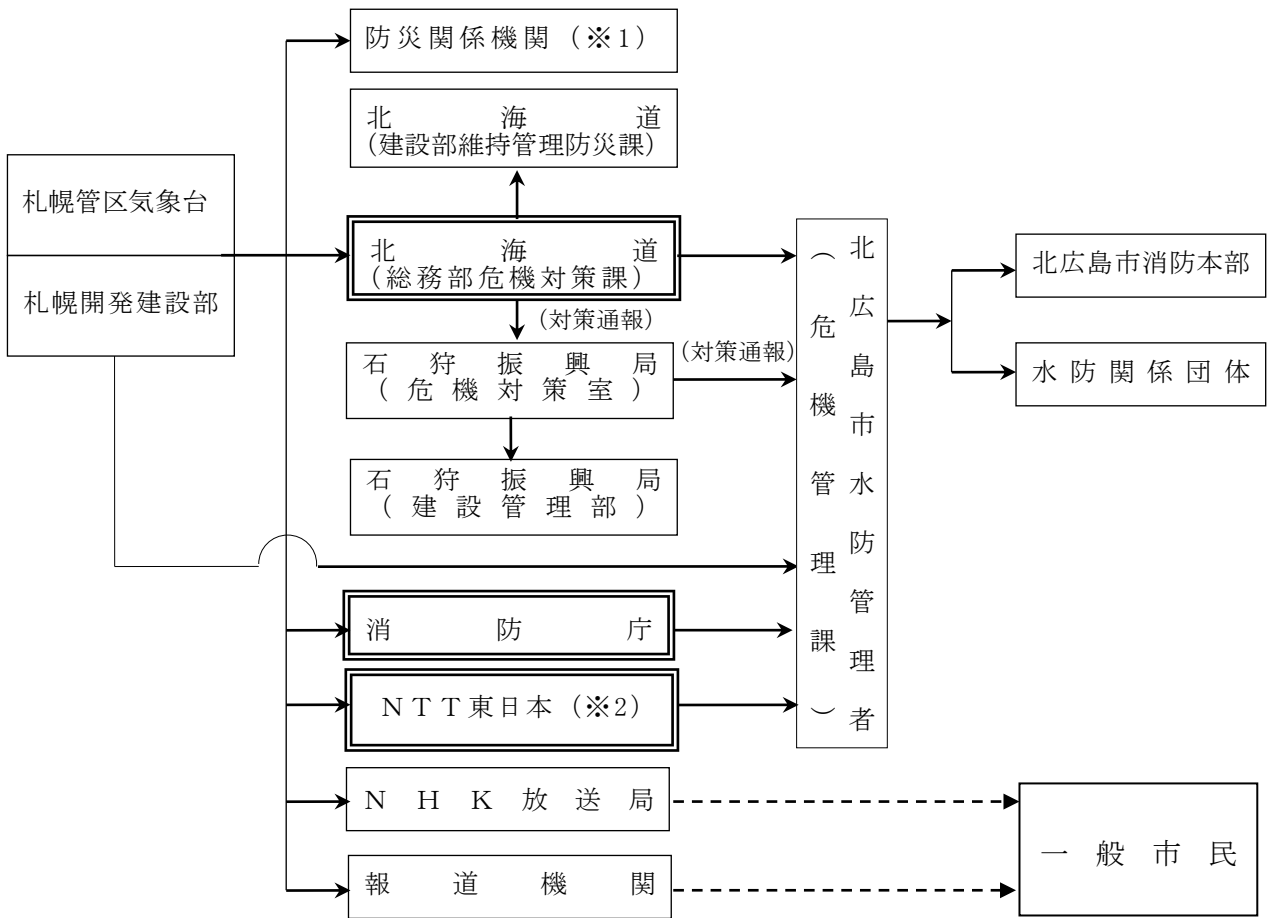 防災関係機関（※1）
北海道
（建設部維持管理防災課）
札幌管区気象台
札幌開発建設部
北海道
（総務部危機対策課）
（対策通報）
石狩振興局
（危機対策室）
（対策通報）
石狩振興局
（建設管理部）
消防庁
ＮＴＴ東日本（※2）
ＮＨＫ放送局
報道機関
北広島市水防管理者
（危機管理課）
北広島市消防本部
水防関係団体
一般市民